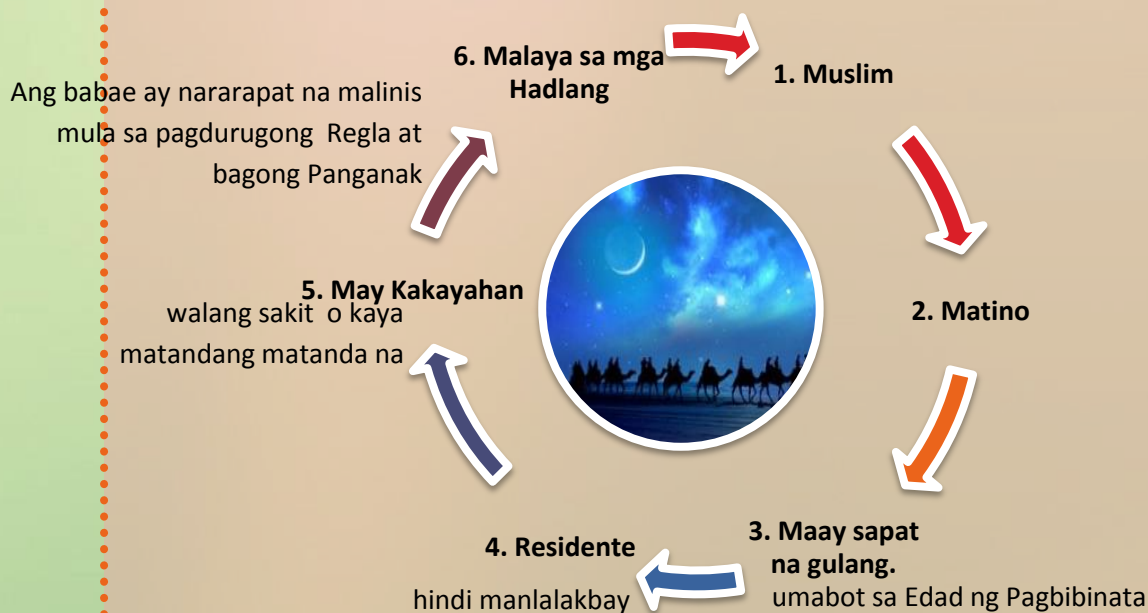 1. Muslim
2. Matino
3. Maay sapat
na gulang.
umabot sa Edad ng Pagbibinata
4. Residente
hindi manlalakbay
5. May Kakayahan
walang sakit o kaya
matandang matanda na
6. Malaya sa mga
Hadlang
Ang babae ay nararapat na malinis
mula sa pagdurugong Regla at
bagong Panganak